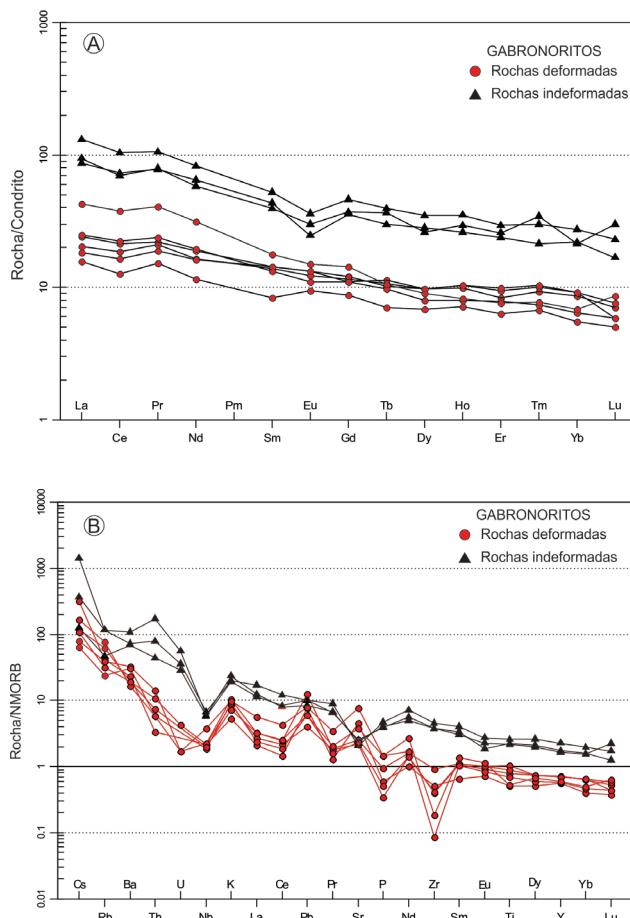 A
GABRONORITOS
Rochas deformadas
Rochas indeformadas
Rocha/Condrito
1000
100
10
1
La Pr Pm Eu Tb Ho Tm Lu
Ce Nd Sm Gd Dy Er Yb
B
GABRONORITOS
Rochas deformadas
Rochas indeformadas
Rocha/NMORB
10000
1000
100
10
1
0.1
0.01
Cs Ba U K Ce Pr P Zr Eu Dy Yb
Rb Th Nb La Pb Sr Nd Sm Ti Y Lu